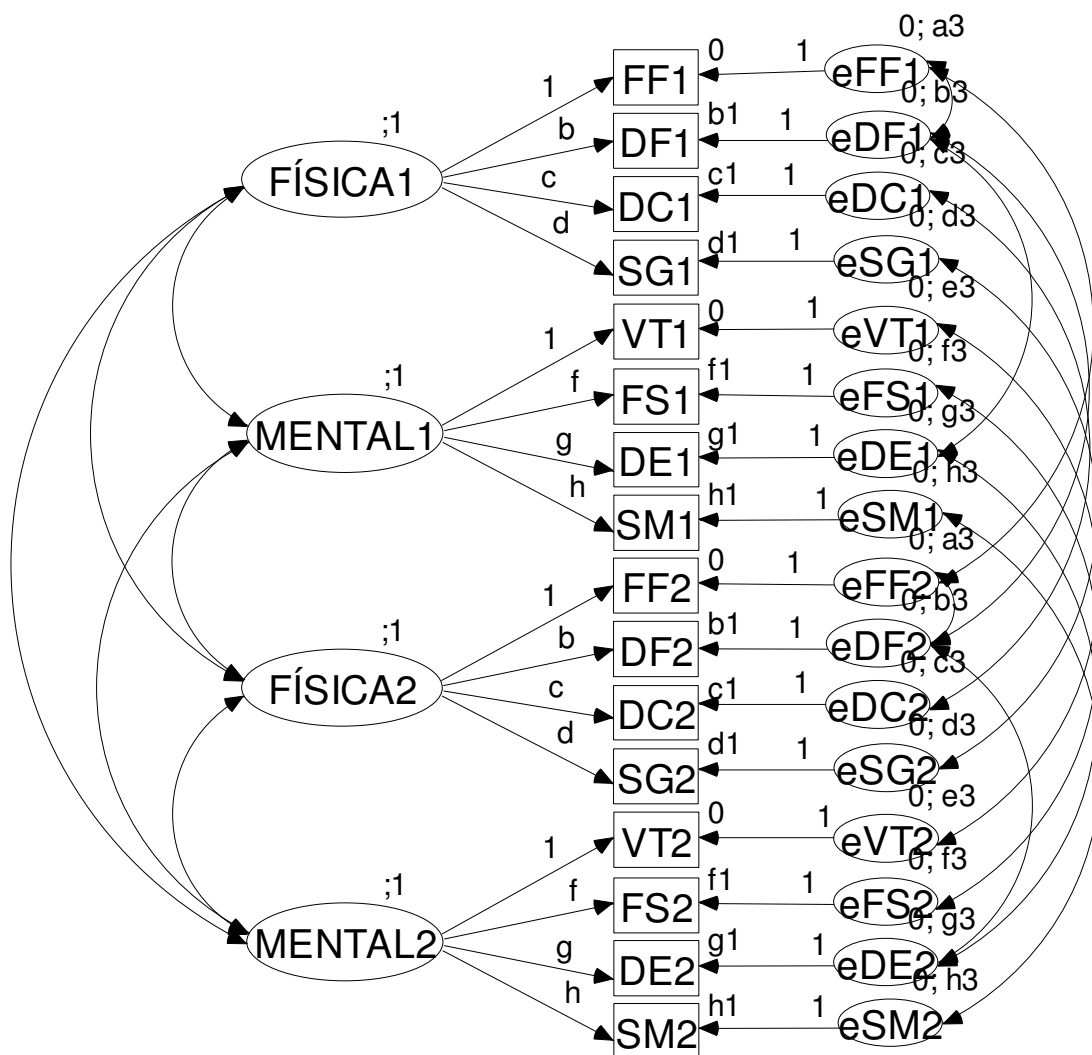 0; a3
1 FF1 0 1 eFF1
0; b3
;1 b DF1 b1 1 eDF1
0; c3
FÍSICA1 c DC1 c1 1 eDC1
0; d3
d SG1 d1 1 eSG1
0; e3
1 VT1 0 1 eVT1
0; f3
;1 f FS1 f1 1 eFS1
0; g3
MENTAL1 g DE1 g1 1 eDE1
0; h3
h SM1 h1 1 eSM1
0; a3
1 FF2 0 1 eFF2
0; b3
;1 b DF2 b1 1 eDF2
0; c3
FÍSICA2 c DC2 c1 1 eDC2
0; d3
d SG2 d1 1 eSG2
0; e3
1 VT2 0 1 eVT2
0; f3
;1 f FS2 f1 1 eFS2
0; g3
MENTAL2 g DE2 g1 1 eDE2
0; h3
h SM2 h1 1 eSM2